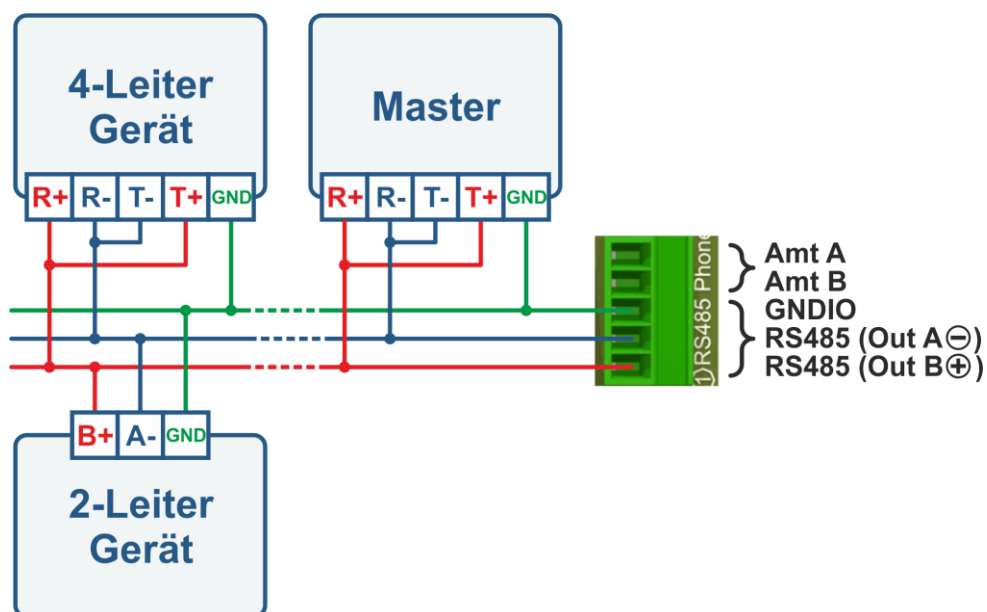 4-Leiter
Gerät
R+ R- T- T+ GND
Master
R+ R- T- T+ GND
① RS485 Phone
Amt A
Amt B
GNDIO
RS485 (Out A⊖)
RS485 (Out B⊕)
B+ A- GND
2-Leiter
Gerät